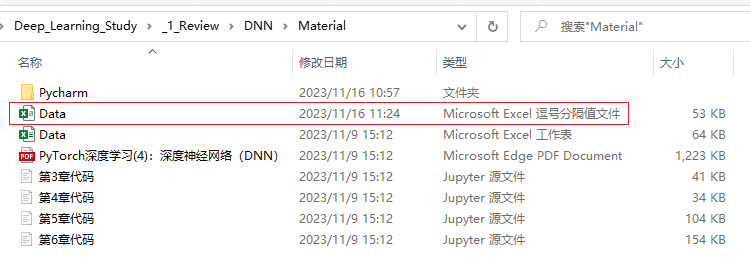 Deep_Learning_Study > _1_Review > DNN > Material 搜索"Material"
名称 修改日期 类型 大小
Pycharm 2023/11/16 10:57 文件夹
Data 2023/11/16 11:24 Microsoft Excel 逗号分隔值文件 53 KB
Data 2023/11/9 15:12 Microsoft Excel 工作表 64 KB
PDF PyTorch深度学习(4)：深度神经网络（DNN） 2023/11/9 15:12 Microsoft Edge PDF Document 1,223 KB
第3章代码 2023/11/9 15:12 Jupyter 源文件 41 KB
第4章代码 2023/11/9 15:12 Jupyter 源文件 34 KB
第5章代码 2023/11/9 15:12 Jupyter 源文件 104 KB
第6章代码 2023/11/9 15:12 Jupyter 源文件 154 KB